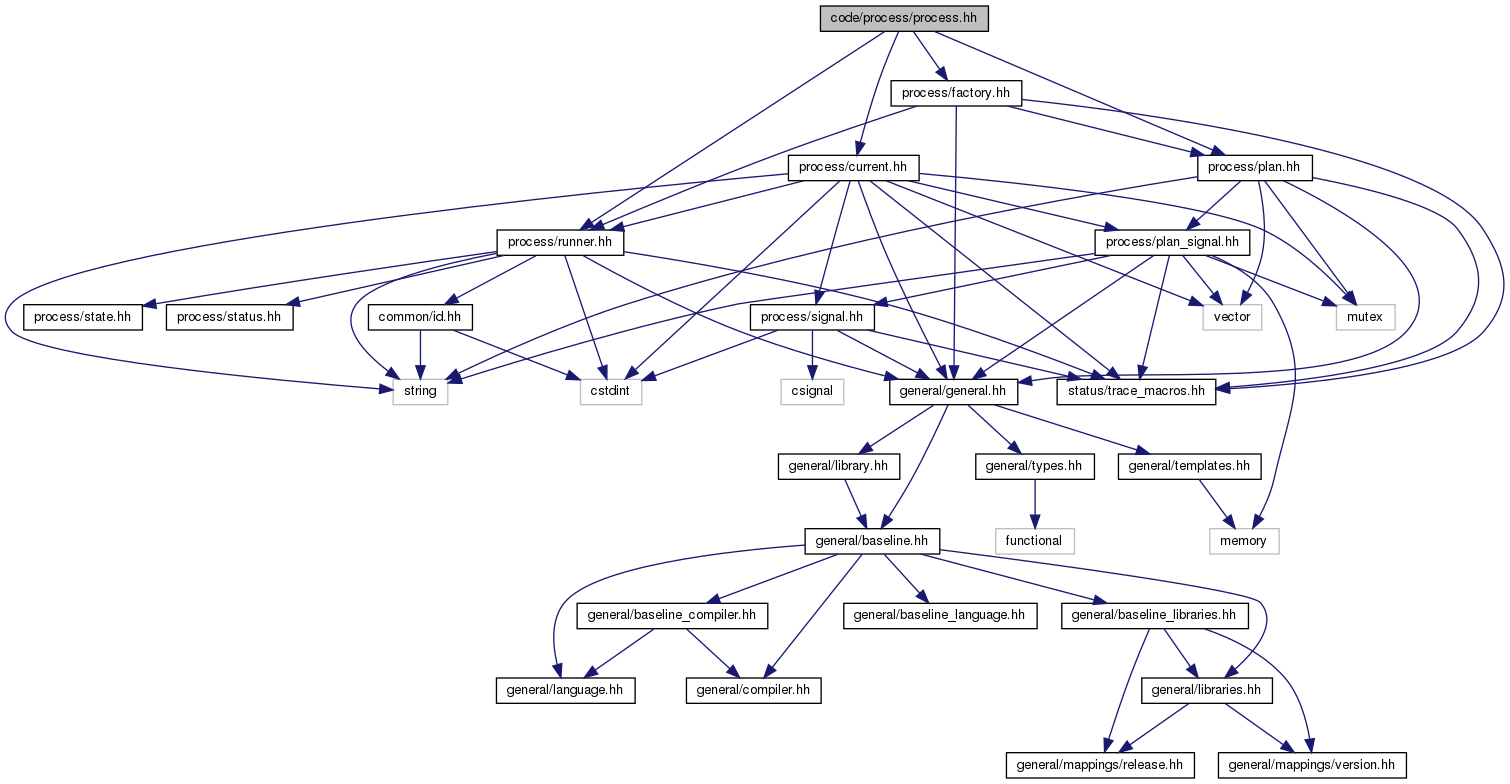 code/process/process.hh
process/factory.hh
process/current.hh
process/plan.hh
process/runner.hh
process/plan_signal.hh
process/state.hh
process/status.hh
common/id.hh
process/signal.hh
vector
mutex
string
cstdint
csignal
general/general.hh
status/trace_macros.hh
general/library.hh
general/types.hh
general/templates.hh
general/baseline.hh
functional
memory
general/baseline_compiler.hh
general/baseline_language.hh
general/baseline_libraries.hh
general/language.hh
general/compiler.hh
general/libraries.hh
general/mappings/release.hh
general/mappings/version.hh